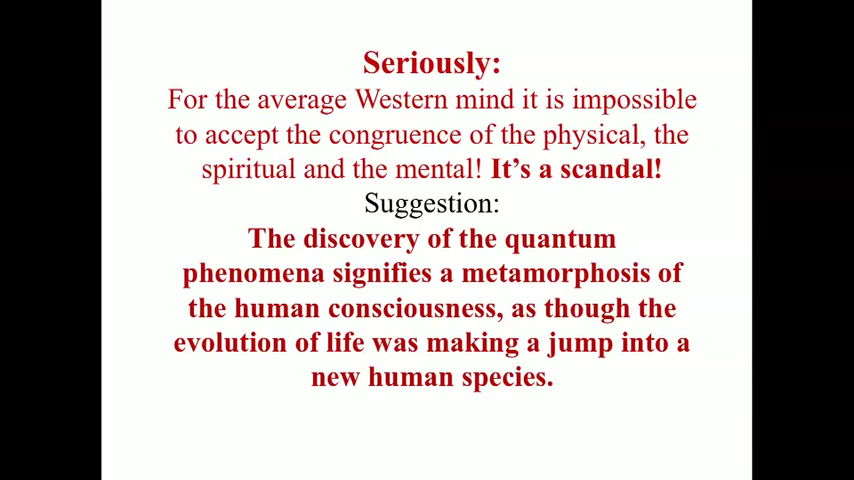 Seriously:
For the average Western mind it is impossible
to accept the congruence of the physical, the
spiritual and the mental! It's a scandal!
Suggestion:
The discovery of the quantum
phenomena signifies a metamorphosis of
the human consciousness, as though the
evolution of life was making a jump into a
new human species.